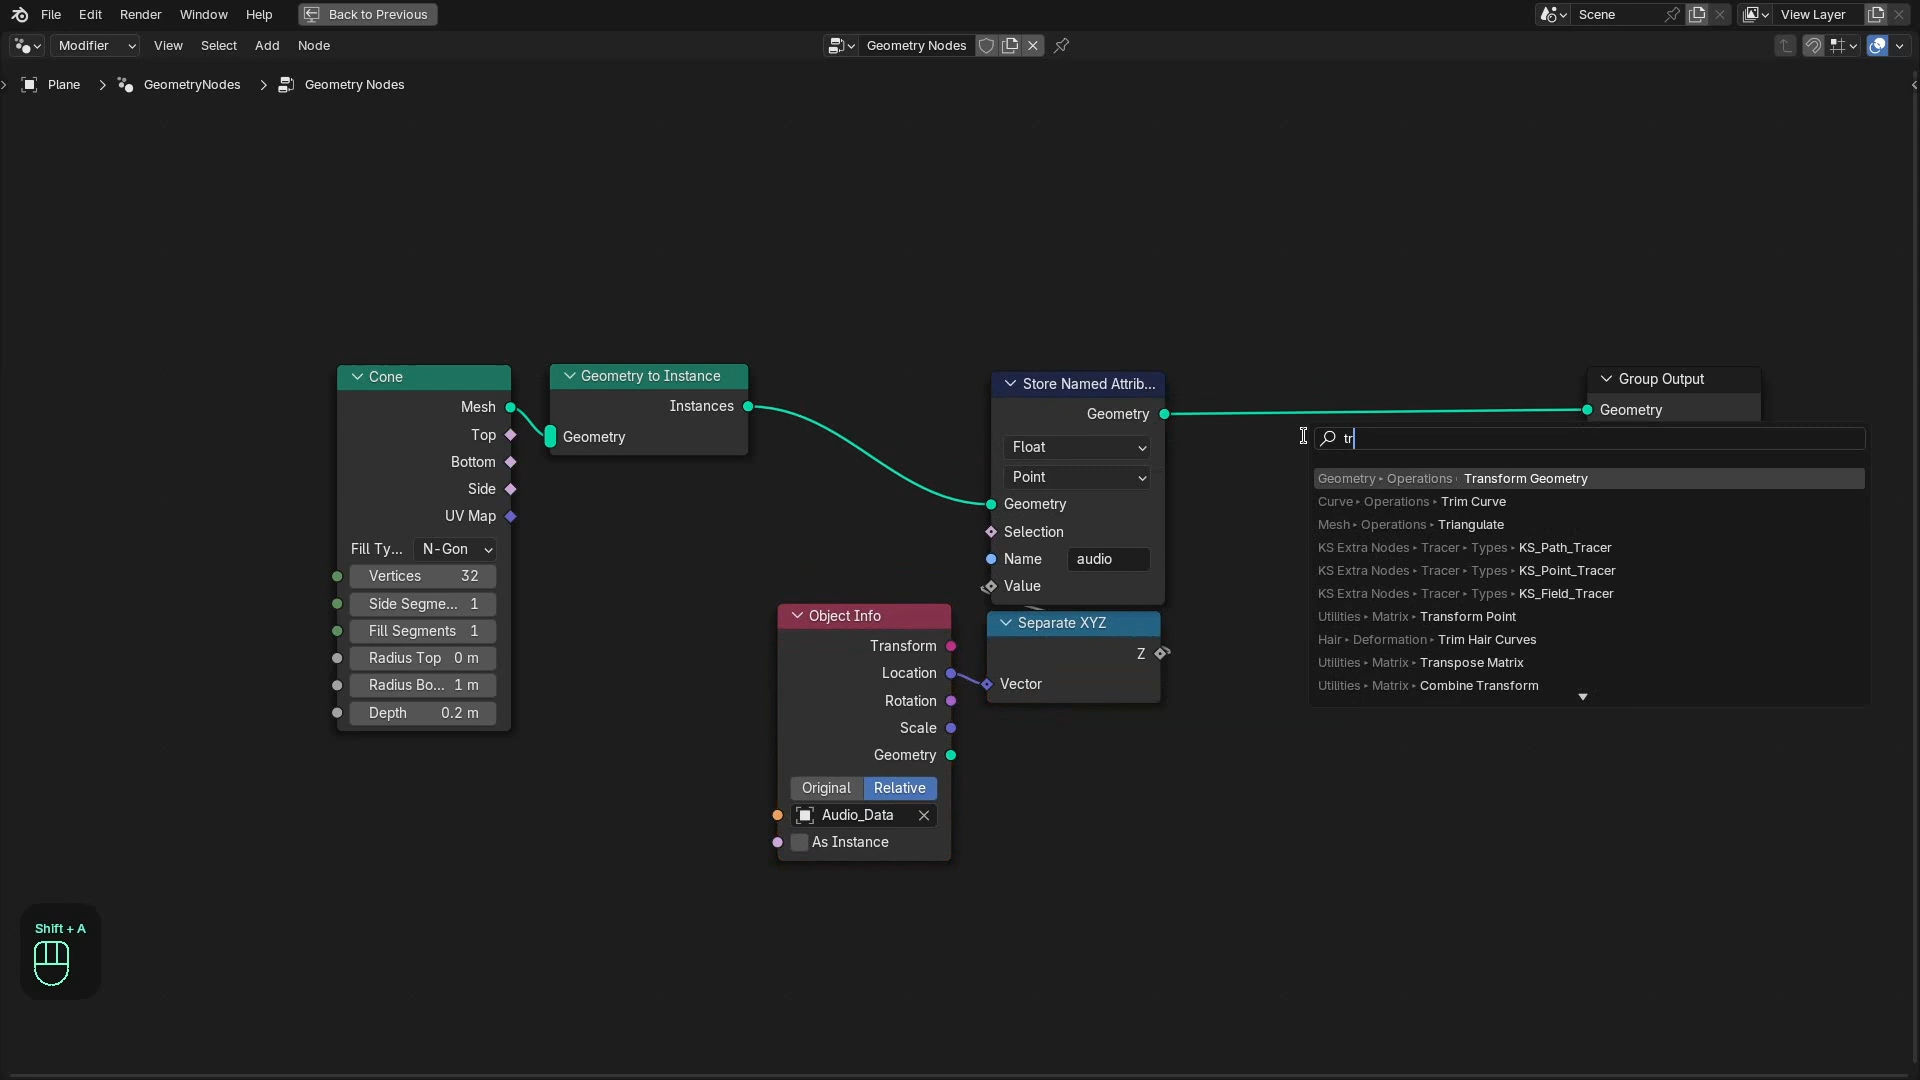 File Edit Render Window Help Back to Previous Scene View Layer
Modifier View Select Add Node Geometry Nodes
Plane GeometryNodes Geometry Nodes
Cone
Mesh
Top
Bottom
Side
UV Map
Fill Ty... N-Gon
Vertices 32
Side Segme... 1
Fill Segments 1
Radius Top 0 m
Radius Bo... 1 m
Depth 0.2 m
Geometry to Instance
Instances
Geometry
Store Named Attrib...
Geometry
Float
Point
Geometry
Selection
Name audio
Value
Object Info
Transform
Location
Rotation
Scale
Geometry
Original Relative
Audio_Data
As Instance
Separate XYZ
Z
Vector
Group Output
Geometry
tr
Geometry ▸ Operations ▸ Transform Geometry
Curve ▸ Operations ▸ Trim Curve
Mesh ▸ Operations ▸ Triangulate
KS Extra Nodes ▸ Tracer ▸ Types ▸ KS_Path_Tracer
KS Extra Nodes ▸ Tracer ▸ Types ▸ KS_Point_Tracer
KS Extra Nodes ▸ Tracer ▸ Types ▸ KS_Field_Tracer
Utilities ▸ Matrix ▸ Transform Point
Hair ▸ Deformation ▸ Trim Hair Curves
Utilities ▸ Matrix ▸ Transpose Matrix
Utilities ▸ Matrix ▸ Combine Transform
Shift + A